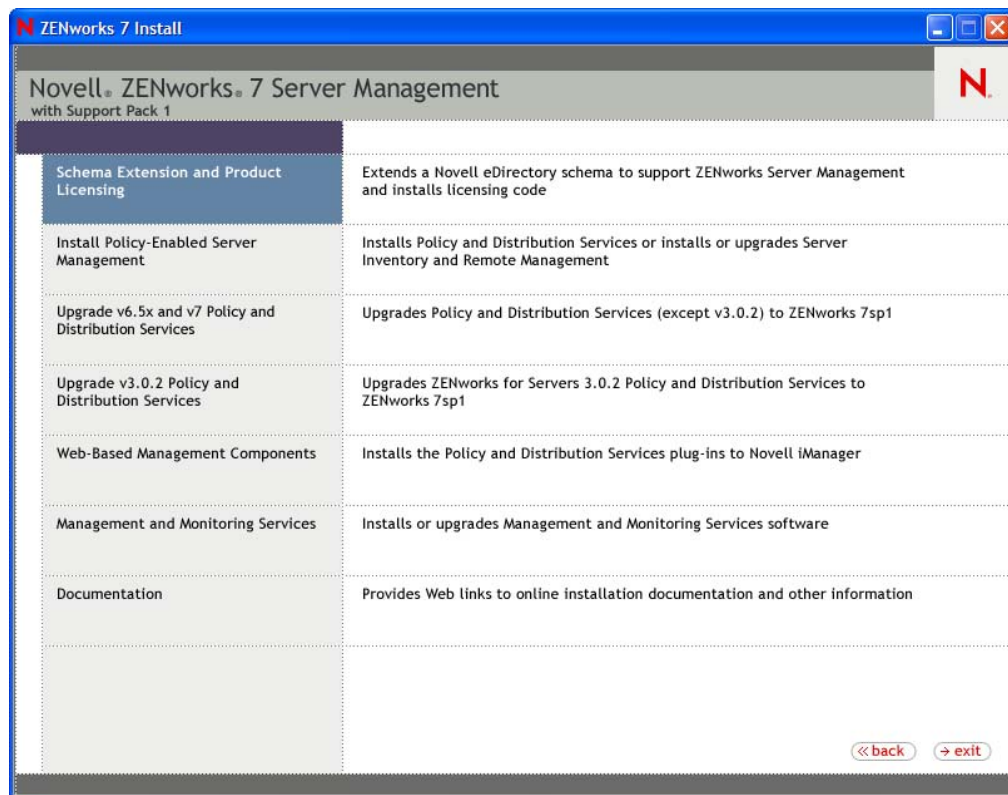 N ZENworks 7 Install
Novell® ZENworks® 7 Server Management
with Support Pack 1
N®
Schema Extension and Product
Licensing
Extends a Novell eDirectory schema to support ZENworks Server Management
and installs licensing code
Install Policy-Enabled Server
Management
Installs Policy and Distribution Services or installs or upgrades Server
Inventory and Remote Management
Upgrade v6.5x and v7 Policy and
Distribution Services
Upgrades Policy and Distribution Services (except v3.0.2) to ZENworks 7sp1
Upgrade v3.0.2 Policy and
Distribution Services
Upgrades ZENworks for Servers 3.0.2 Policy and Distribution Services to
ZENworks 7sp1
Web-Based Management Components
Installs the Policy and Distribution Services plug-ins to Novell iManager
Management and Monitoring Services
Installs or upgrades Management and Monitoring Services software
Documentation
Provides Web links to online installation documentation and other information
« back
→ exit